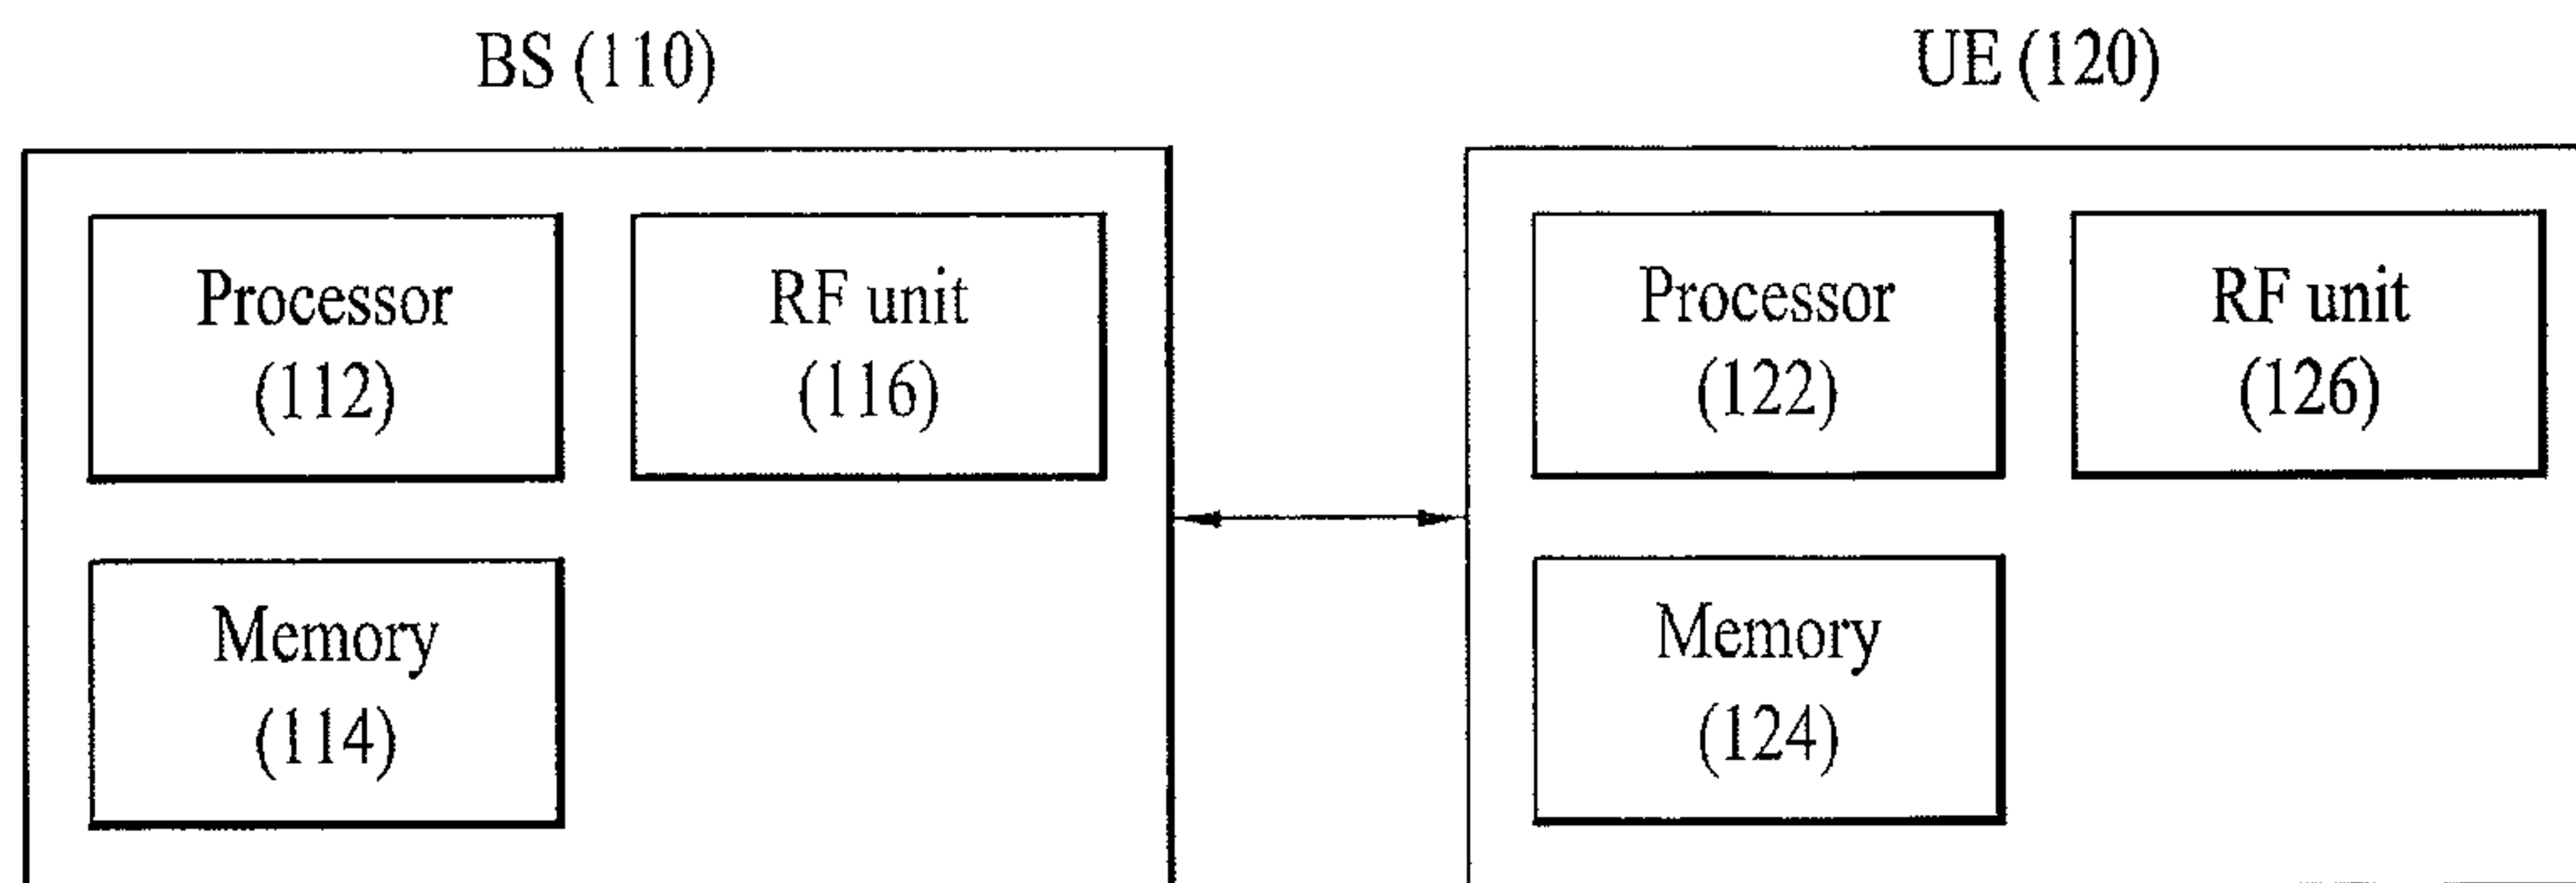 BS (110)
UE (120)
Processor
(112)
RF unit
(116)
Processor
(122)
RF unit
(126)
Memory
(114)
Memory
(124)